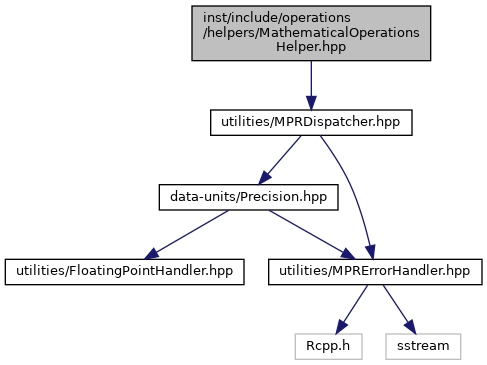 inst/include/operations
/helpers/MathematicalOperations
Helper.hpp
utilities/MPRDispatcher.hpp
data-units/Precision.hpp
utilities/FloatingPointHandler.hpp
utilities/MPRErrorHandler.hpp
Rcpp.h
sstream